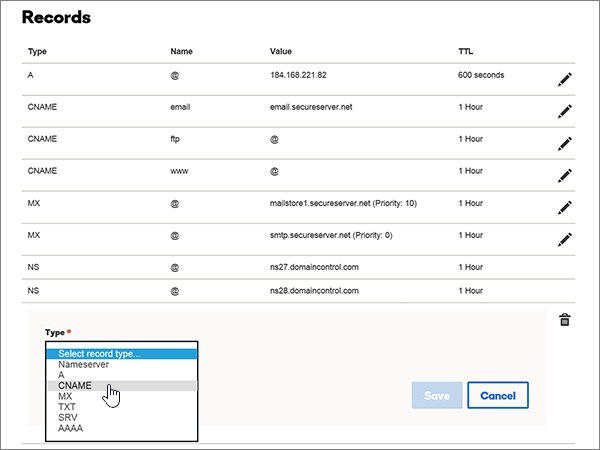 Records
Type Name Value TTL
A @ 184.168.221.82 600 seconds
CNAME email email.secureserver.net 1 Hour
CNAME ftp @ 1 Hour
CNAME www @ 1 Hour
MX @ mailstore1.secureserver.net (Priority: 10) 1 Hour
MX @ smtp.secureserver.net (Priority: 0) 1 Hour
NS @ ns27.domaincontrol.com 1 Hour
NS @ ns28.domaincontrol.com 1 Hour
Type *
Select record type...
Nameserver
A
CNAME
MX
TXT
SRV
AAAA
Save Cancel